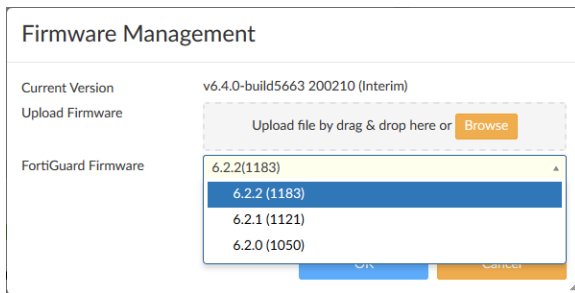 Firmware Management
Current Version v6.4.0-build5663 200210 (Interim)
Upload Firmware
Upload file by drag & drop here or Browse
FortiGuard Firmware 6.2.2(1183)
6.2.2 (1183)
6.2.1 (1121)
6.2.0 (1050)
OK Cancel